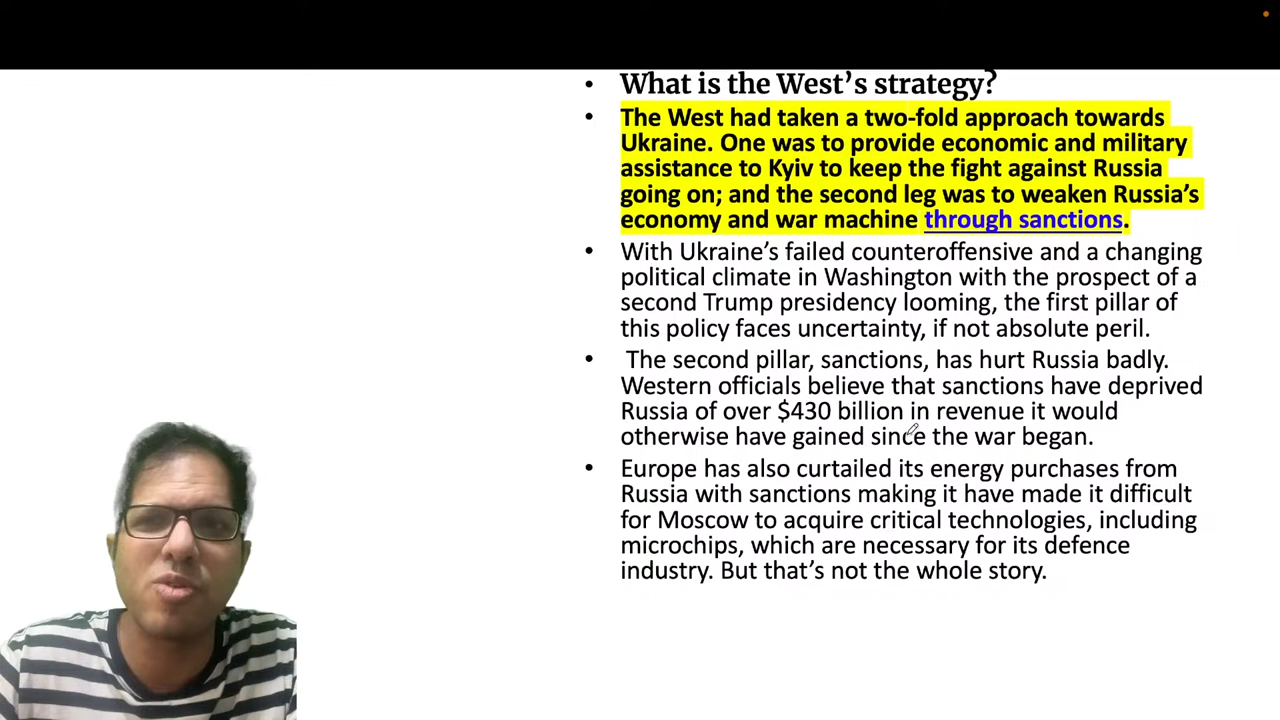 • What is the West’s strategy?
• The West had taken a two-fold approach towards
Ukraine. One was to provide economic and military
assistance to Kyiv to keep the fight against Russia
going on; and the second leg was to weaken Russia’s
economy and war machine through sanctions.
• With Ukraine’s failed counteroffensive and a changing
political climate in Washington with the prospect of a
second Trump presidency looming, the first pillar of
this policy faces uncertainty, if not absolute peril.
• The second pillar, sanctions, has hurt Russia badly.
Western officials believe that sanctions have deprived
Russia of over $430 billion in revenue it would
otherwise have gained since the war began.
• Europe has also curtailed its energy purchases from
Russia with sanctions making it have made it difficult
for Moscow to acquire critical technologies, including
microchips, which are necessary for its defence
industry. But that’s not the whole story.